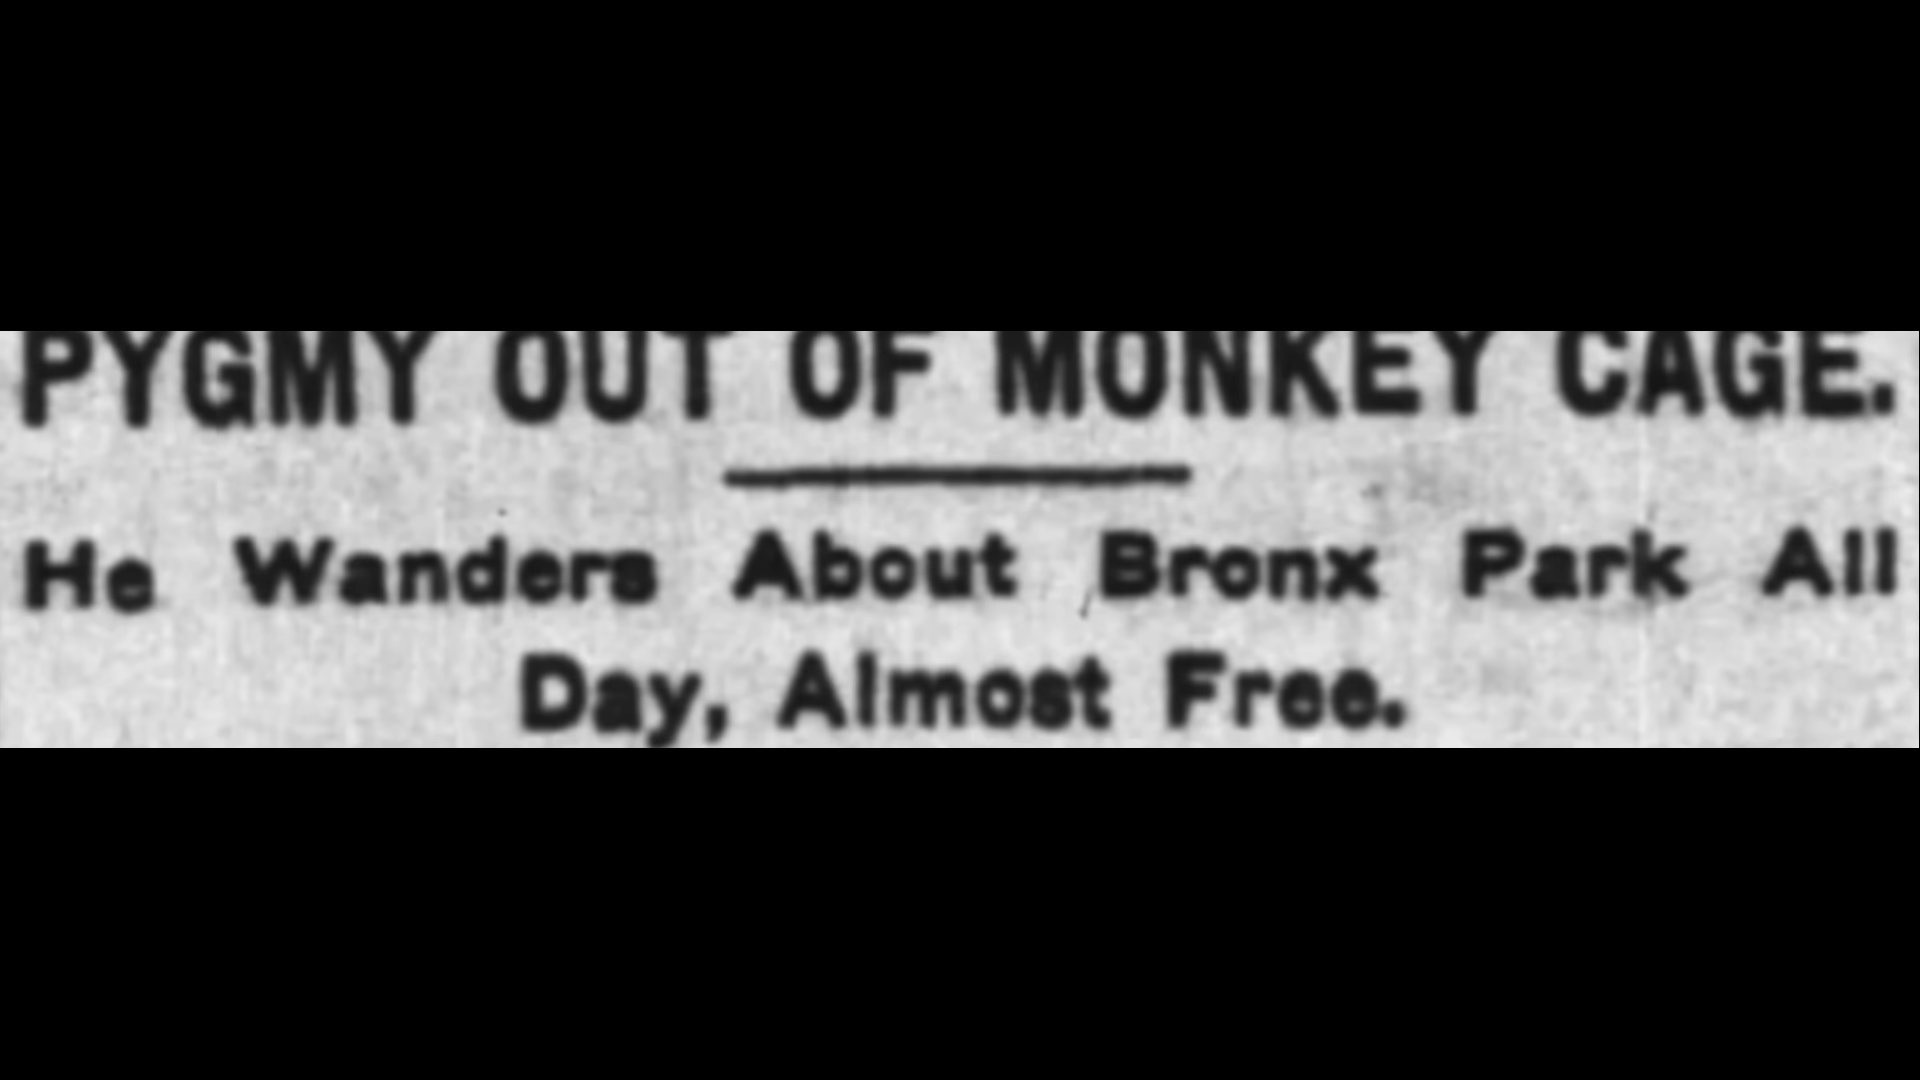 PYGMY OUT OF MONKEY CAGE.
He Wanders About Bronx Park All
Day, Almost Free.